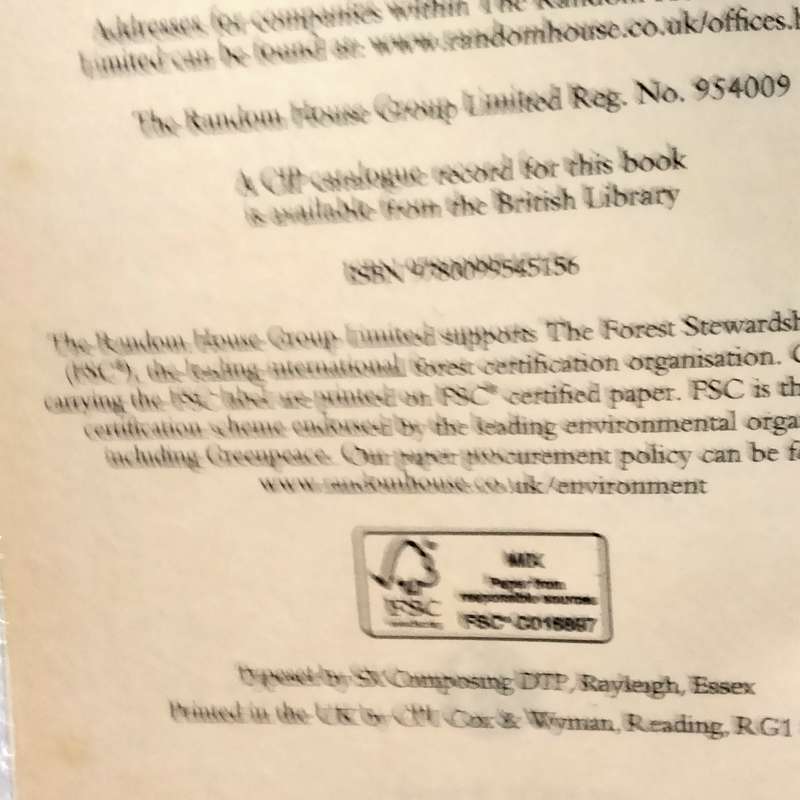 Addresses for companies within The Random
Limited can be found at: www.randomhouse.co.uk/offices.h
The Random House Group Limited Reg. No. 954009
A CIP catalogue record for this book
is available from the British Library
ISBN 9780099545156
The Random House Group Limited supports The Forest Stewardsh
(FSC®), the leading international forest certification organisation. O
carrying the FSC label are printed on FSC® certified paper. FSC is th
certification scheme endorsed by the leading environmental orga
including Greenpeace. Our paper procurement policy can be fo
www.randomhouse.co.uk/environment
FSC
MIX
Paper from
responsible sources
FSC® C016897
Typeset by SX Composing DTP, Rayleigh, Essex
Printed in the UK by CPI Cox & Wyman, Reading, RG1